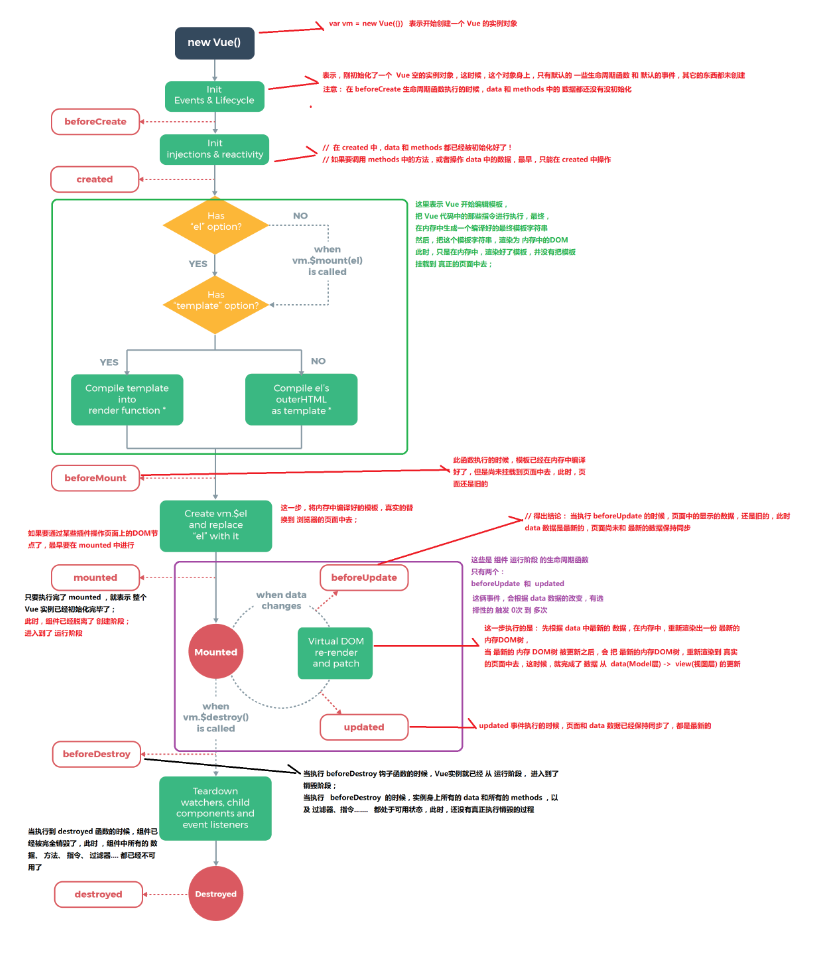 var vm = new Vue({}) 表示开始创建一个 Vue 的实例对象
new Vue()
表示，刚初始化了一个 Vue 空的实例对象，这时候，这个对象身上，只有默认的 一些生命周期函数 和 默认的事件，其它的东西都未创建
注意： 在 beforeCreate 生命周期函数执行的时候，data 和 methods 中的 数据都还没有没初始化
Init
Events & Lifecycle
beforeCreate
Init
injections & reactivity
// 在 created 中，data 和 methods 都已经被初始化好了！
// 如果要调用 methods 中的方法，或者操作 data 中的数据，最早，只能在 created 中操作
created
这里表示 Vue 开始编辑模板，
把 Vue 代码中的那些指令进行执行，最终，
在内存中生成一个编译好的最终模板字符串
然后，把这个模板字符串，渲染为 内存中的DOM
此时，只是在内存中，渲染好了模板，并没有把模板
挂载到 真正的页面中去；
Has
"el" option?
NO
when
vm.$mount(el)
is called
YES
Has
"template" option?
YES
NO
Compile template
into
render function *
Compile el's
outerHTML
as template *
beforeMount
此函数执行的时候，模板已经在内存中编译
好了，但是尚未挂载到页面中去，此时，页
面还是旧的
Create vm.$el
and replace
"el" with it
这一步，将内存中编译好的模板，真实的替
换到 浏览器的页面中去；
// 得出结论： 当执行 beforeUpdate 的时候，页面中的显示的数据，还是旧的，此时
data 数据是最新的，页面尚未和 最新的数据保持同步
如果要通过某些插件操作页面上的DOM节
点了，最早要在 mounted 中进行
mounted
只要执行完了 mounted ，就表示 整个
Vue 实例已经初始化完毕了；
此时，组件已经脱离了 创建阶段；
进入到了 运行阶段
这些是 组件 运行阶段 的生命周期函数
只有两个：
beforeUpdate 和 updated
这俩事件，会根据 data 数据的改变，有选
择性的 触发 0次 到 多次
beforeUpdate
when data
changes
Mounted
Virtual DOM
re-render
and patch
这一步执行的是： 先根据 data 中最新的 数据，在内存中，重新渲染出一份 最新的
内存DOM树，
当 最新的 内存 DOM树 被更新之后，会 把 最新的内存DOM树，重新渲染到 真实
的页面中去，这时候，就完成了 数据 从 data(Model层) -> view(视图层) 的更新
when
vm.$destroy()
is called
updated
updated 事件执行的时候，页面和 data 数据已经保持同步了，都是最新的
beforeDestroy
当执行 beforeDestroy 钩子函数的时候，Vue实例就已经 从 运行阶段， 进入到了
销毁阶段；
当执行 beforeDestroy 的时候，实例身上所有的 data 和所有的 methods ，以
及 过滤器、指令...... 都处于可用状态，此时，还没有真正执行销毁的过程
Teardown
watchers, child
components and
event listeners
当执行到 destroyed 函数的时候，组件已
经被完全销毁了，此时 ，组件中所有的 数
据、 方法、 指令、 过滤器.... 都已经不可
用了
destroyed
Destroyed